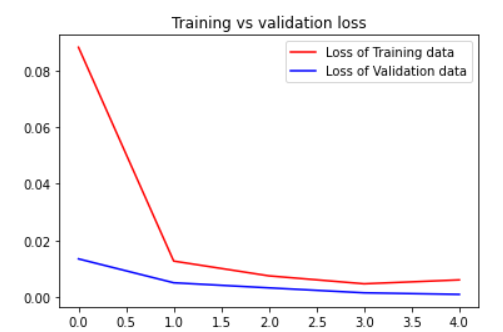 Training vs validation loss
Loss of Training data
Loss of Validation data
0.08
0.06
0.04
0.02
0.00
0.0 0.5 1.0 1.5 2.0 2.5 3.0 3.5 4.0